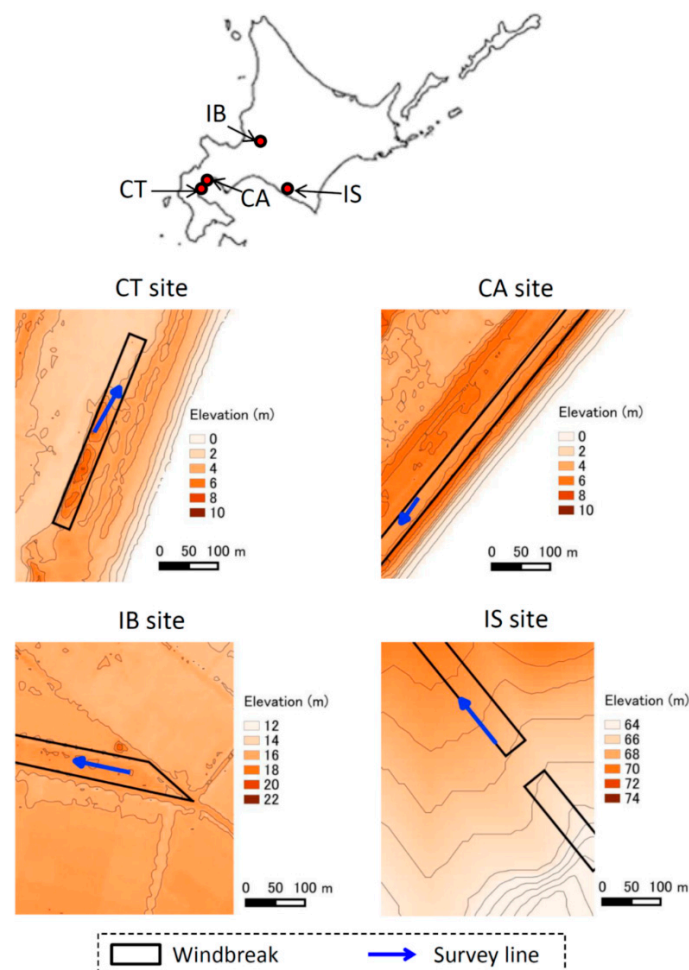 IB
CT
CA
IS
CT site
CA site
Elevation (m)
0
2
4
6
8
10
0 50 100 m
Elevation (m)
0
2
4
6
8
10
0 50 100 m
IB site
IS site
Elevation (m)
12
14
16
18
20
22
0 50 100 m
Elevation (m)
64
66
68
70
72
74
0 50 100 m
Windbreak
Survey line